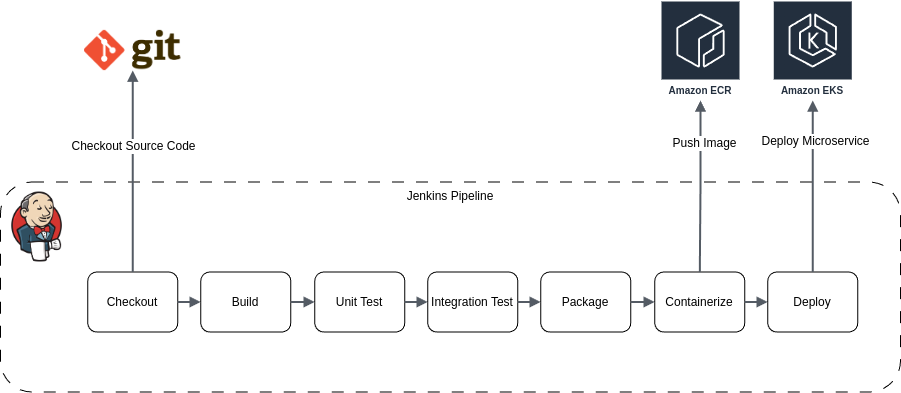 git
Amazon ECR
Amazon EKS
Checkout Source Code
Push Image
Deploy Microservice
Jenkins Pipeline
Checkout
Build
Unit Test
Integration Test
Package
Containerize
Deploy